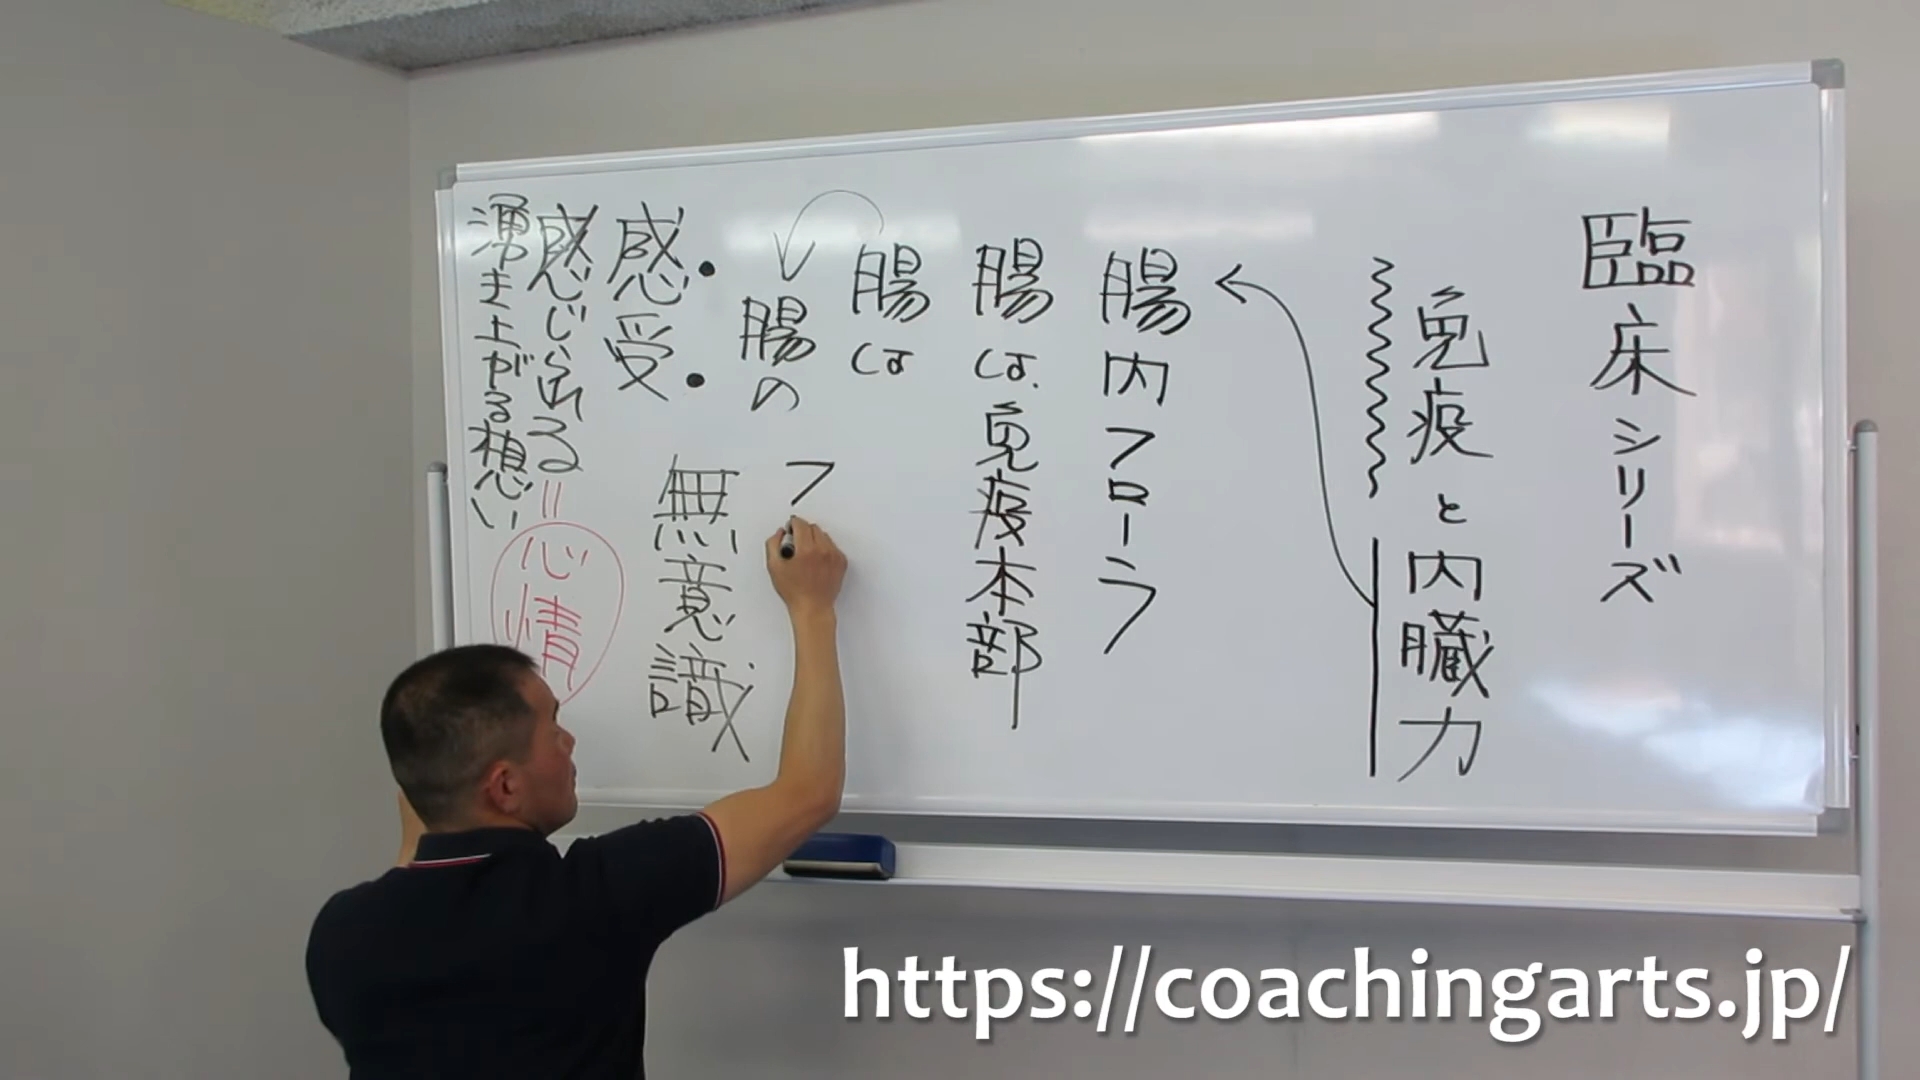 臨床シリーズ
免疫と内臓力
腸内フローラ
腸は免疫本部
腸は
腸の
フ
無意識
感受
感じ出る=心情
湧き上がる想い
https://coachingarts.jp/